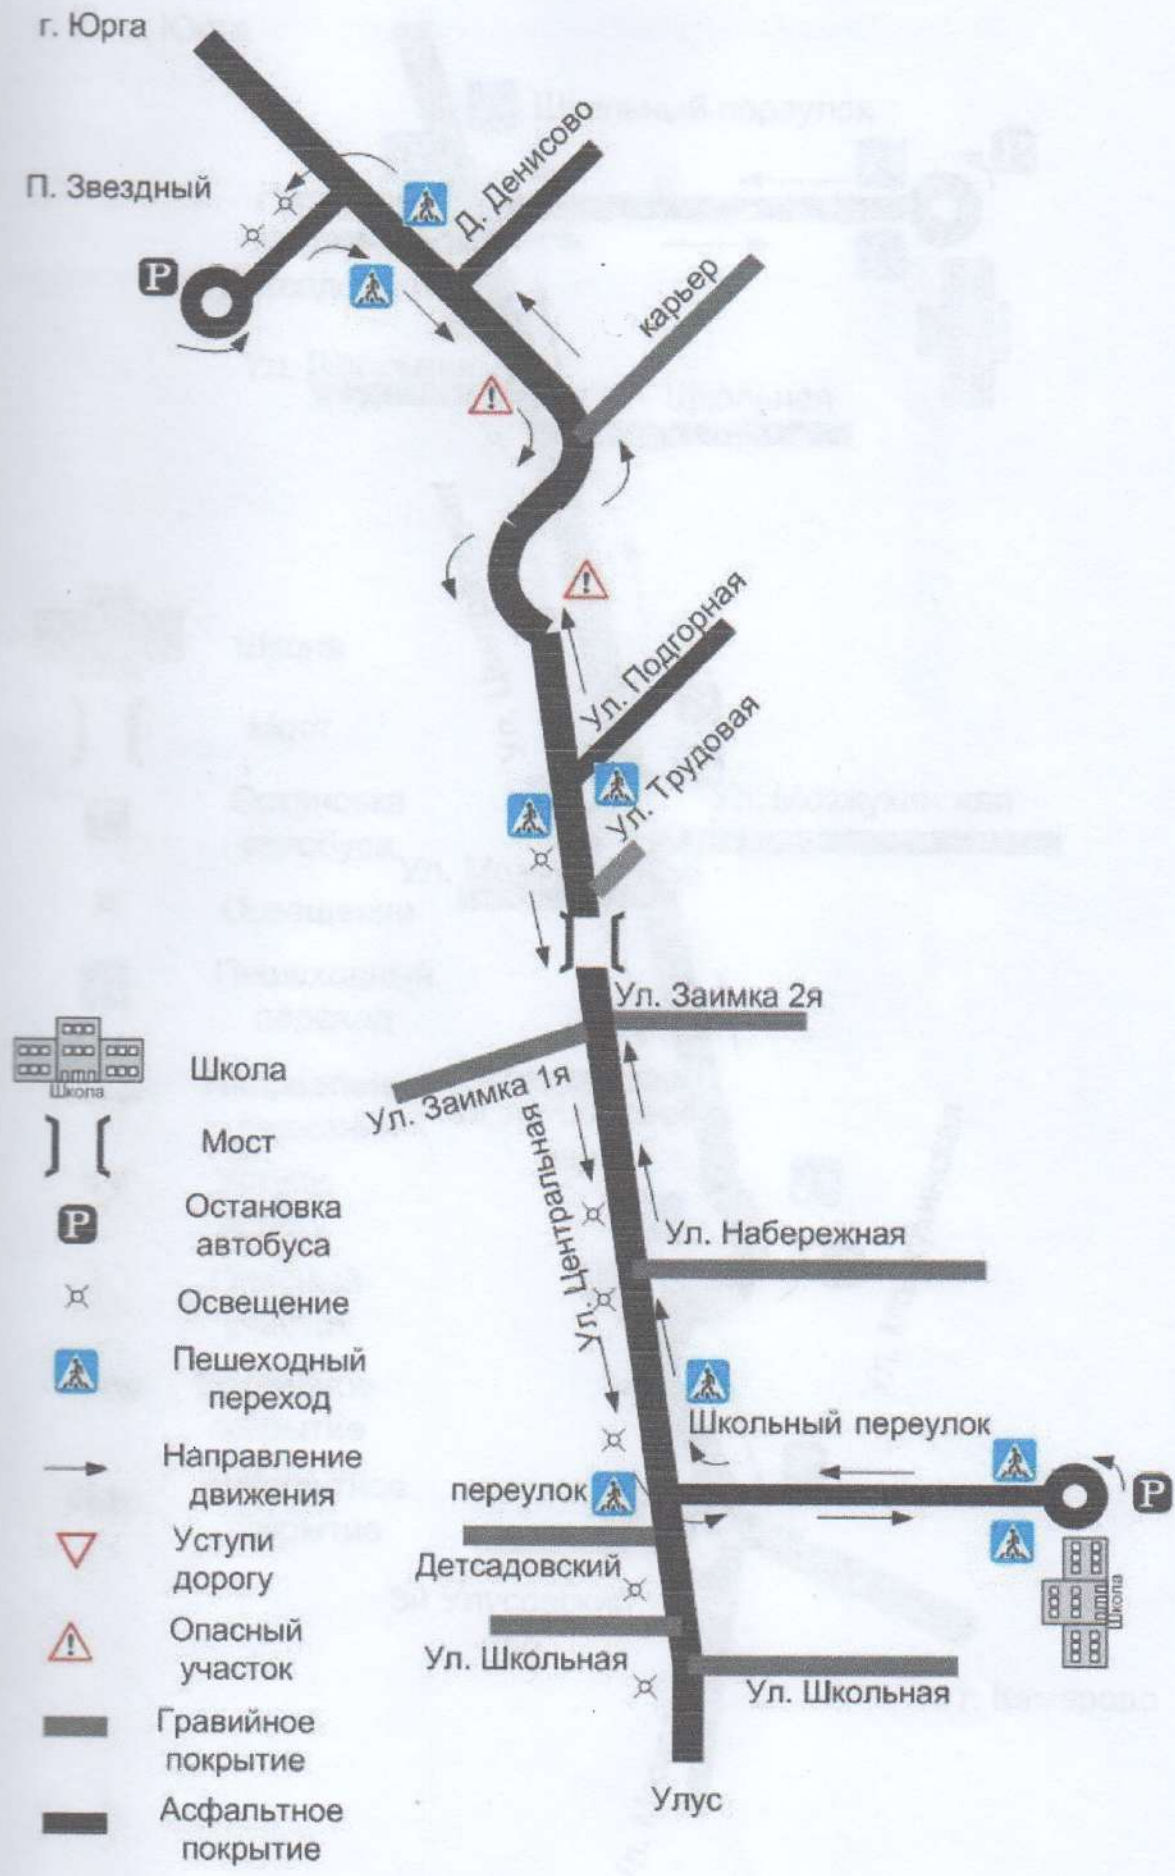 г. Юрга
П. Звездный
Д. Денисово
карьер
Ул. Подгорная
Ул. Трудовая
Ул. Заимка 2я
Ул. Заимка 1я
Ул. Центральная
Ул. Набережная
Школьный переулок
переулок
Детсадовский
Ул. Школьная
Ул. Школьная
Улус
P
P
Школа
Школа
Школа
Мост
P
Остановка
автобуса
Освещение
Пешеходный
переход
Направление
движения
Уступи
дорогу
Опасный
участок
Гравийное
покрытие
Асфальтное
покрытие